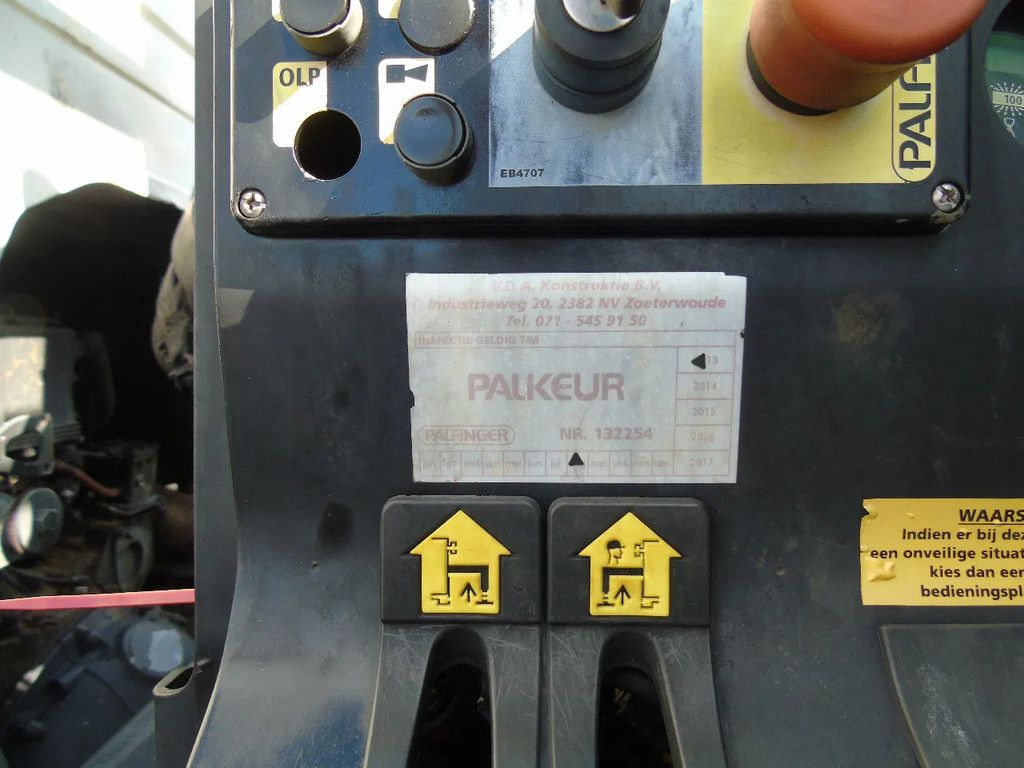 OLP
EB4707
PALF
100
V.D.A. Konstruktie B.V.
Industrieweg 20, 2382 NV Zoeterwoude
Tel. 071 - 545 91 50
INSPECTIE GELDIG T/M
13
PALKEUR
2014
2015
PALFINGER NR. 132254 2016
jan. feb. mrt. apr. mei. jun. jul. sep. okt. nov. dec. 2017
WAARS
Indien er bij dez
een onveilige situat
kies dan een
bedieningspl